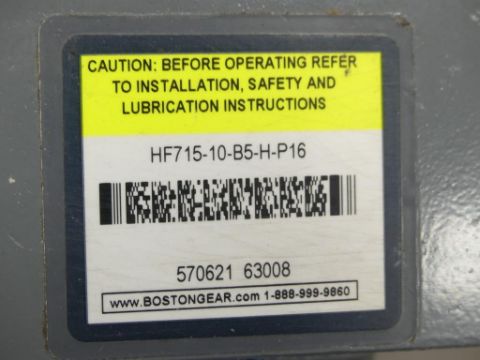 CAUTION: BEFORE OPERATING REFER
TO INSTALLATION, SAFETY AND
LUBRICATION INSTRUCTIONS
HF715-10-B5-H-P16
570621 63008
www.BOSTONGEAR.com 1-888-999-9860